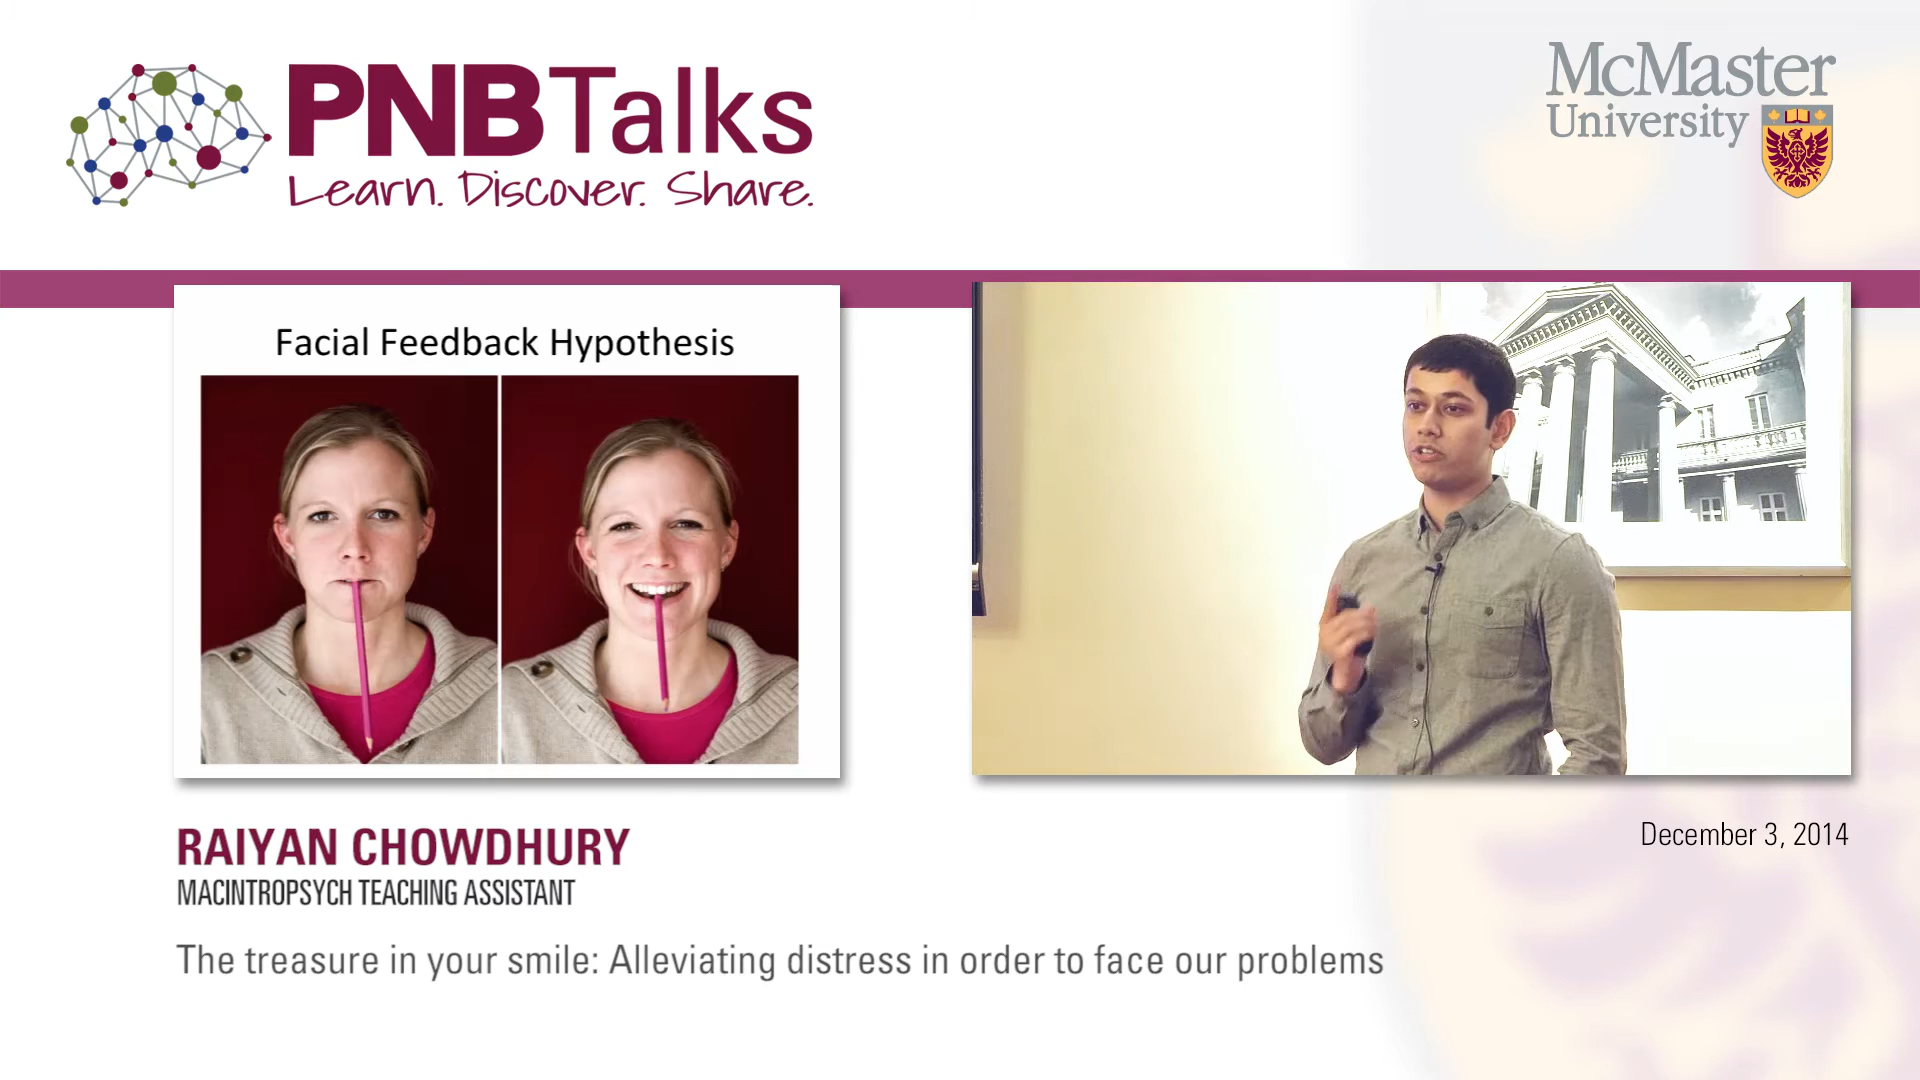 PNBTalks
Learn. Discover. Share.
McMaster
University
Facial Feedback Hypothesis
RAIYAN CHOWDHURY
MACINTROPSYCH TEACHING ASSISTANT
December 3, 2014
The treasure in your smile: Alleviating distress in order to face our problems